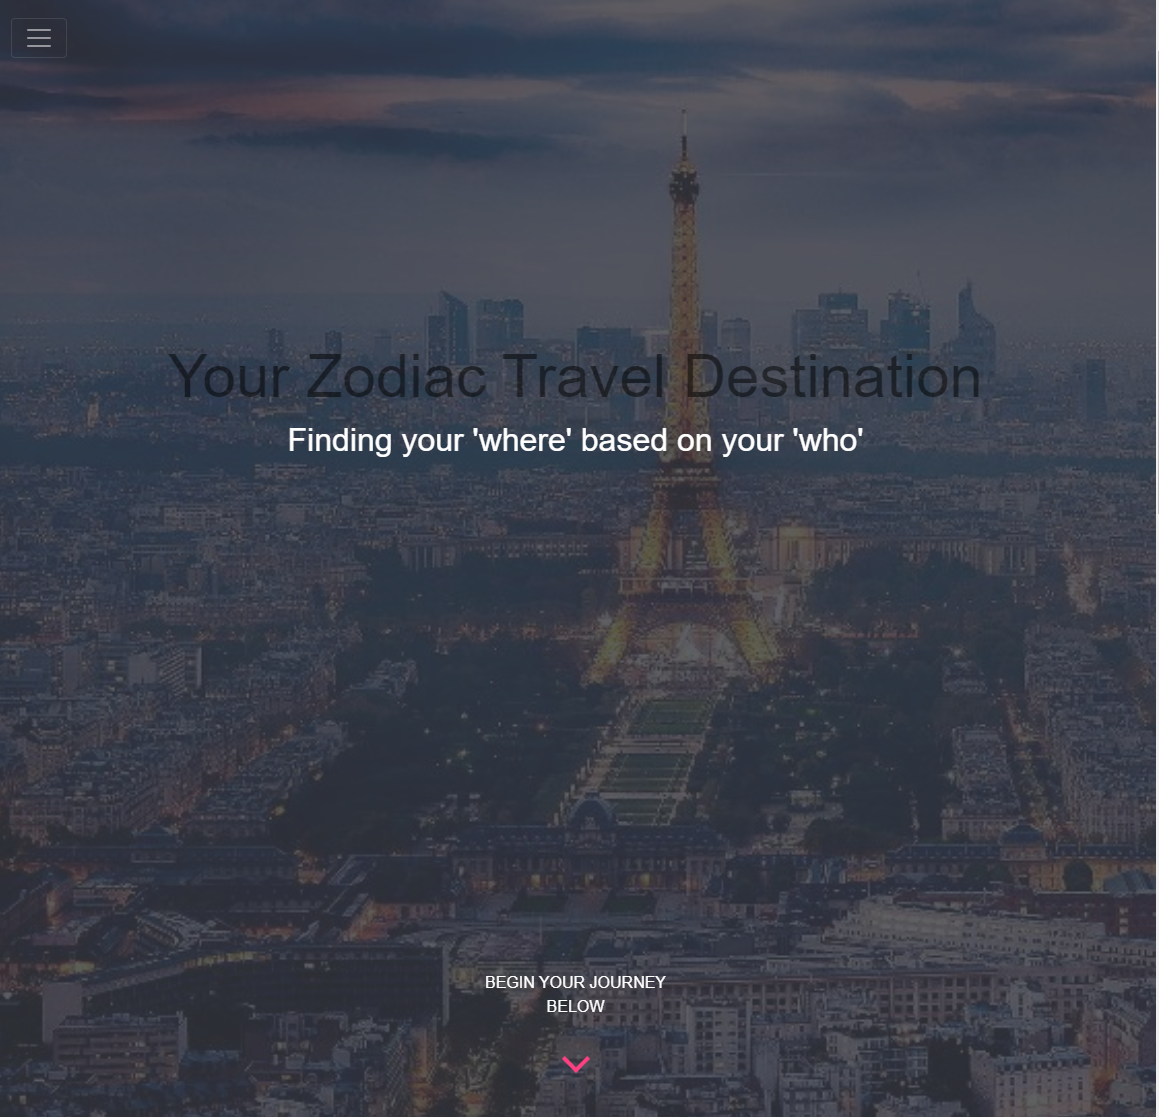 Your Zodiac Travel Destination
Finding your 'where' based on your 'who'
BEGIN YOUR JOURNEY
BELOW